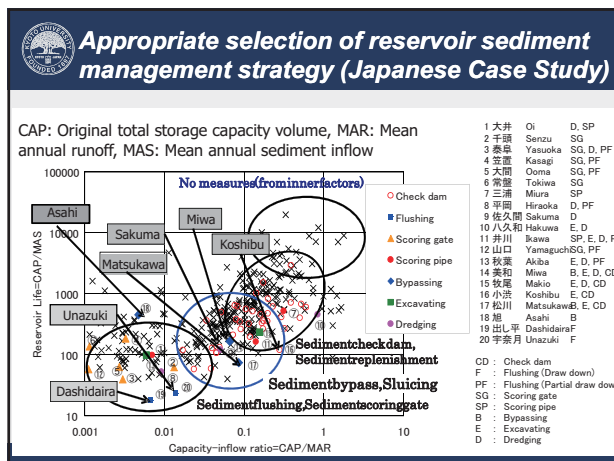 KYOTO UNIVERSITY
FOUNDED 1897
Appropriate selection of reservoir sediment
management strategy (Japanese Case Study)
CAP: Original total storage capacity volume, MAR: Mean
annual runoff, MAS: Mean annual sediment inflow
No measures(frominnerfactors)
100000
10000
1000
100
10
Reservoir Life=CAP/MAS
0.001
0.01
0.1
1
10
Capacity-inflow ratio=CAP/MAR
Asahi
Miwa
Sakuma
Koshibu
Matsukawa
Unazuki
Dashidaira
Sedimentcheckdam,
Sedimentreplenishment
Sedimentbypass,Sluicing
Sedimentflushing,Sedimentscoringgate
Check dam
Flushing
Scoring gate
Scoring pipe
Bypassing
Excavating
Dredging
1 大井 Oi D, SP
2 千頭 Senzu SG
3 泰阜 Yasuoka SG, D, PF
4 笠置 Kasagi SG, PF
5 大間 Ooma SG, PF
6 常盤 Tokiwa SG
7 三浦 Miura SP
8 平岡 Hiraoka D, PF
9 佐久間 Sakuma D
10 八久和 Hakuwa E, D
11 井川 Ikawa SP, E, D, F
12 山口 YamaguchiSG, PF
13 秋葉 Akiba E, D, PF
14 美和 Miwa B, E, D, CD
15 牧尾 Makio E, D, CD
16 小渋 Koshibu E, CD
17 松川 MatsukawaB, E, CD
18 旭 Asahi B
19 出し平 DashidairaF
20 宇奈月 Unazuki F
CD : Check dam
F : Flushing (Draw down)
PF : Flushing (Partial draw dow
SG : Scoring gate
SP : Scoring pipe
B : Bypassing
E : Excavating
D : Dredging